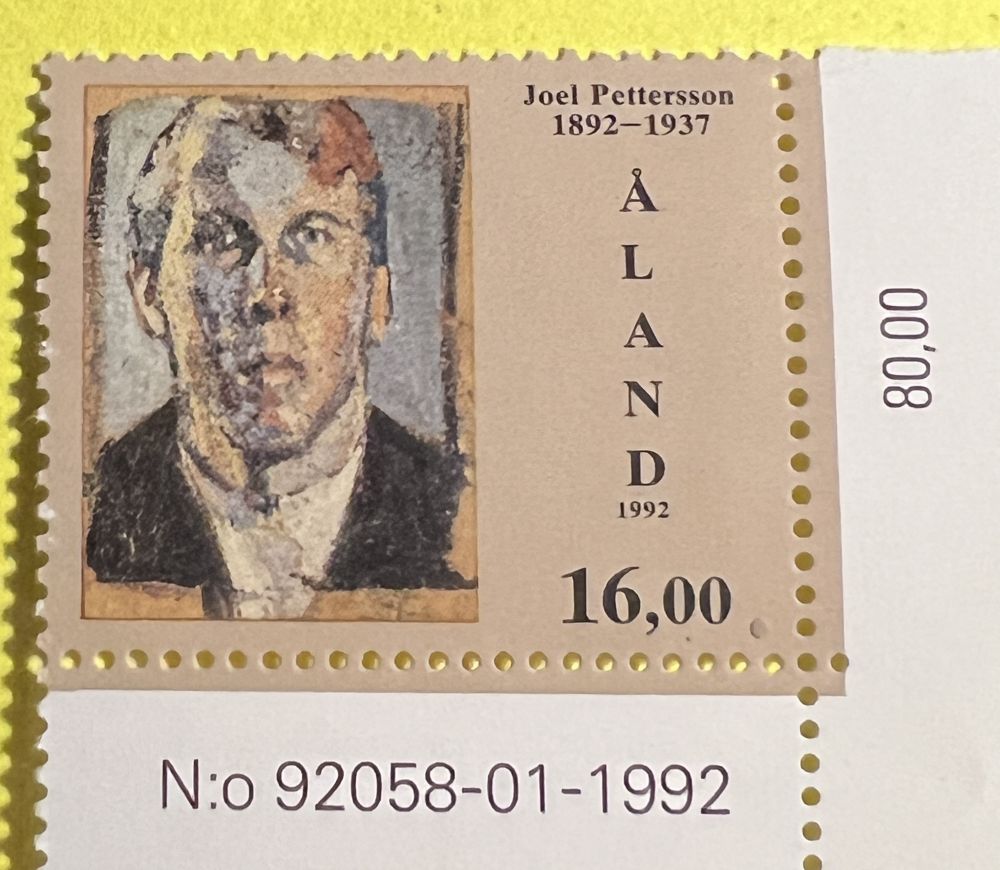 Joel Pettersson
1892–1937
Å
L
A
N
D
1992
16,00
80,00
N:o 92058-01-1992